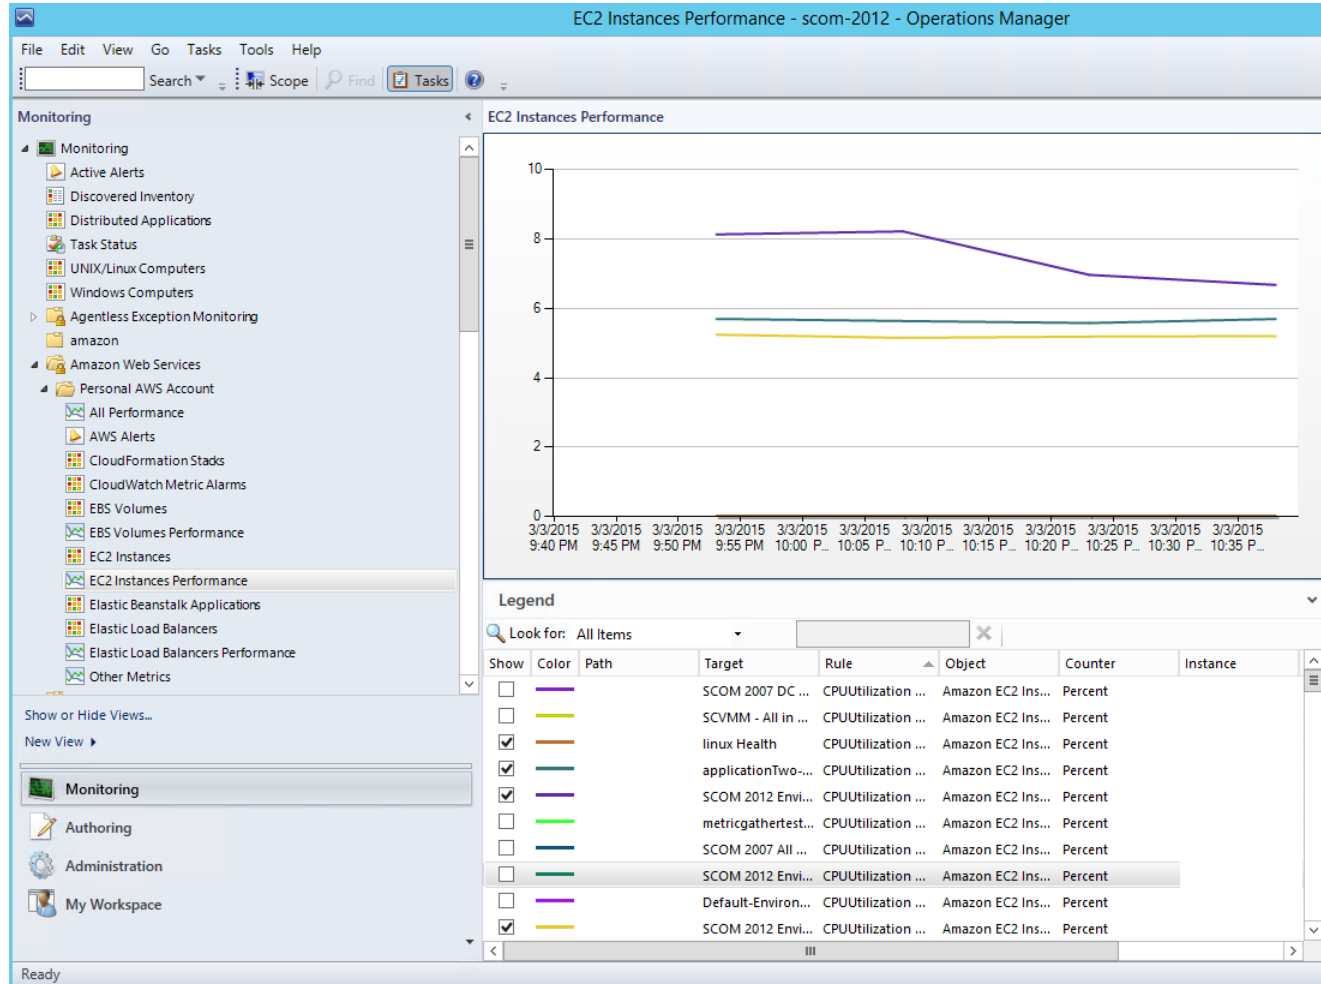 EC2 Instances Performance - scom-2012 - Operations Manager
File Edit View Go Tasks Tools Help
Search Scope Find Tasks
Monitoring
Monitoring
Active Alerts
Discovered Inventory
Distributed Applications
Task Status
UNIX/Linux Computers
Windows Computers
Agentless Exception Monitoring
amazon
Amazon Web Services
Personal AWS Account
All Performance
AWS Alerts
CloudFormation Stacks
CloudWatch Metric Alarms
EBS Volumes
EBS Volumes Performance
EC2 Instances
EC2 Instances Performance
Elastic Beanstalk Applications
Elastic Load Balancers
Elastic Load Balancers Performance
Other Metrics
Show or Hide Views...
New View
Monitoring
Authoring
Administration
My Workspace
EC2 Instances Performance
10
8
6
4
2
0
3/3/2015 3/3/2015 3/3/2015 3/3/2015 3/3/2015 3/3/2015 3/3/2015 3/3/2015 3/3/2015 3/3/2015 3/3/2015 3/3/2015
9:40 PM 9:45 PM 9:50 PM 9:55 PM 10:00 P... 10:05 P... 10:10 P... 10:15 P... 10:20 P... 10:25 P... 10:30 P... 10:35 P...
Legend
Look for: All Items
Show Color Path Target Rule Object Counter Instance
SCOM 2007 DC ... CPUUtilization ... Amazon EC2 Ins... Percent
SCVMM - All in ... CPUUtilization ... Amazon EC2 Ins... Percent
linux Health CPUUtilization ... Amazon EC2 Ins... Percent
applicationTwo-... CPUUtilization ... Amazon EC2 Ins... Percent
SCOM 2012 Envi... CPUUtilization ... Amazon EC2 Ins... Percent
metricgathertest... CPUUtilization ... Amazon EC2 Ins... Percent
SCOM 2007 All ... CPUUtilization ... Amazon EC2 Ins... Percent
SCOM 2012 Envi... CPUUtilization ... Amazon EC2 Ins... Percent
Default-Environ... CPUUtilization ... Amazon EC2 Ins... Percent
SCOM 2012 Envi... CPUUtilization ... Amazon EC2 Ins... Percent
Ready